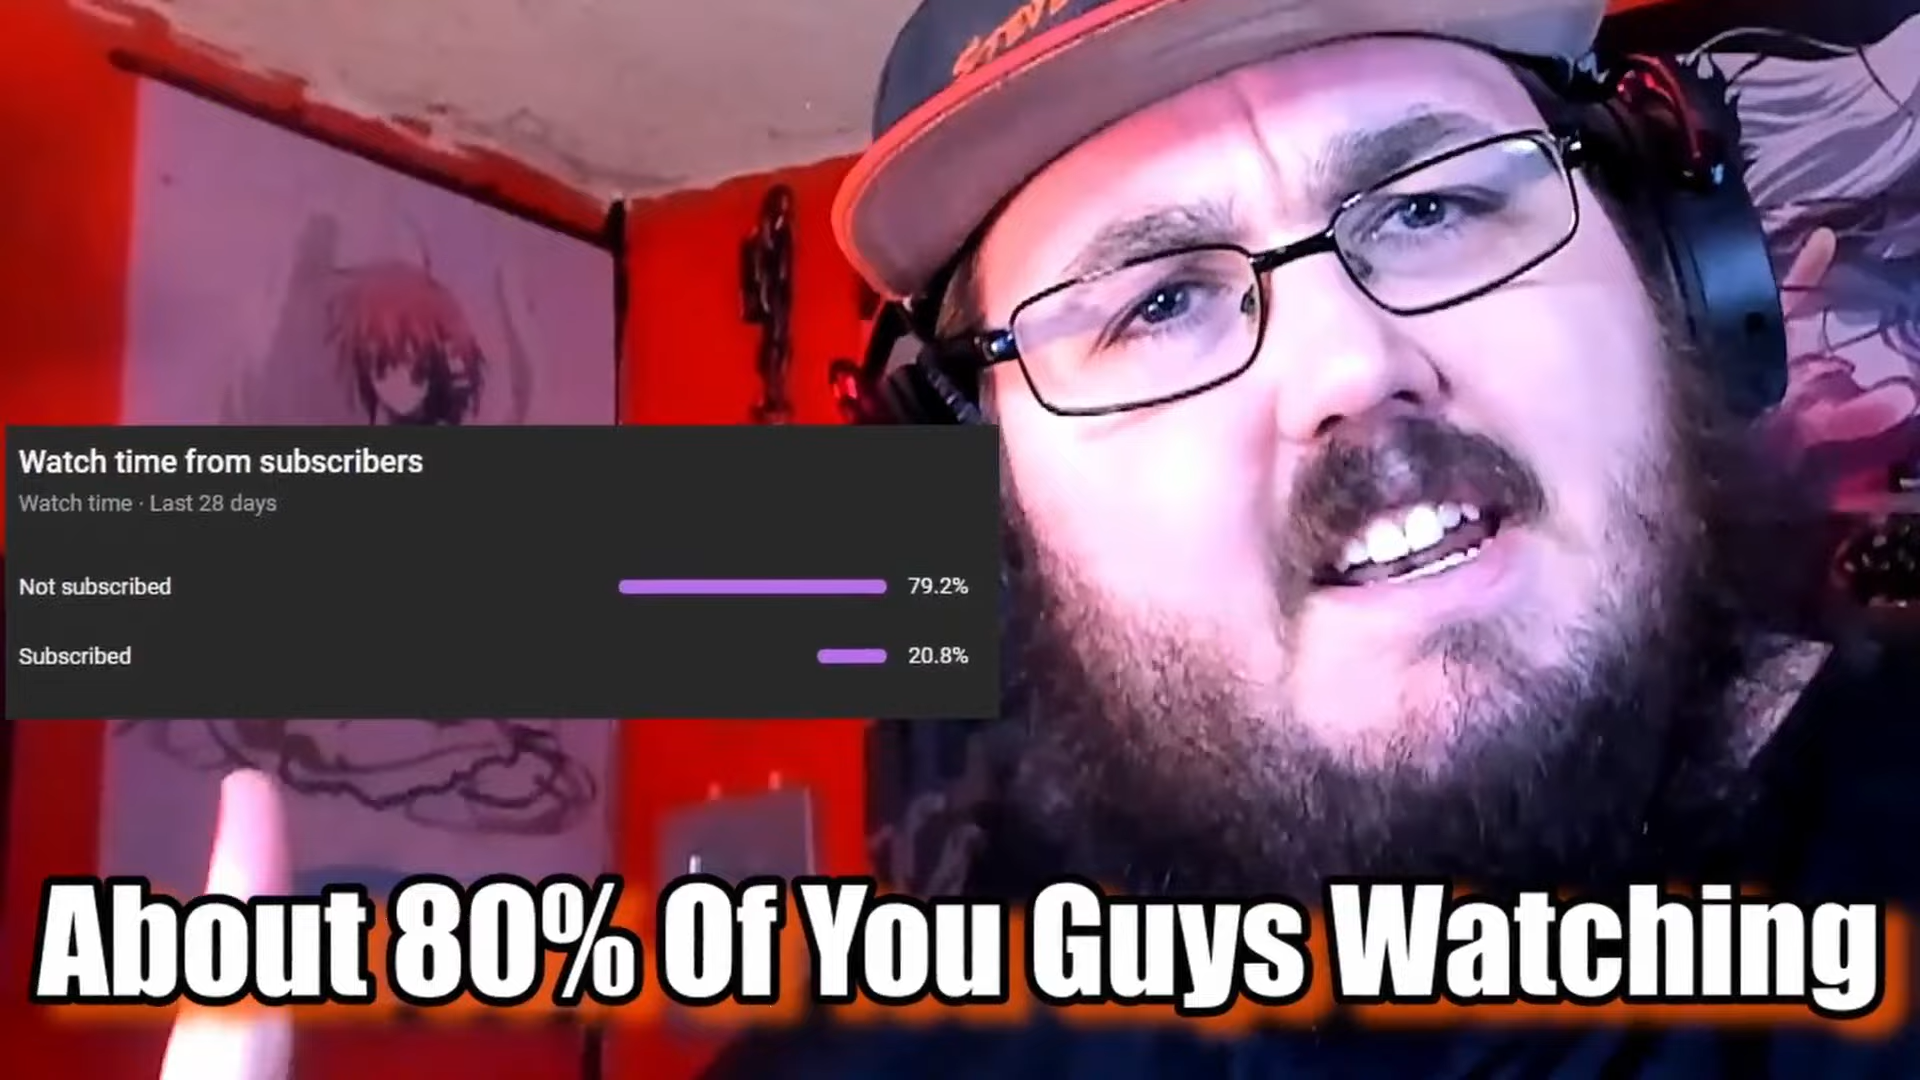 Watch time from subscribers
Watch time · Last 28 days
Not subscribed 79.2%
Subscribed 20.8%
About 80% Of You Guys Watching